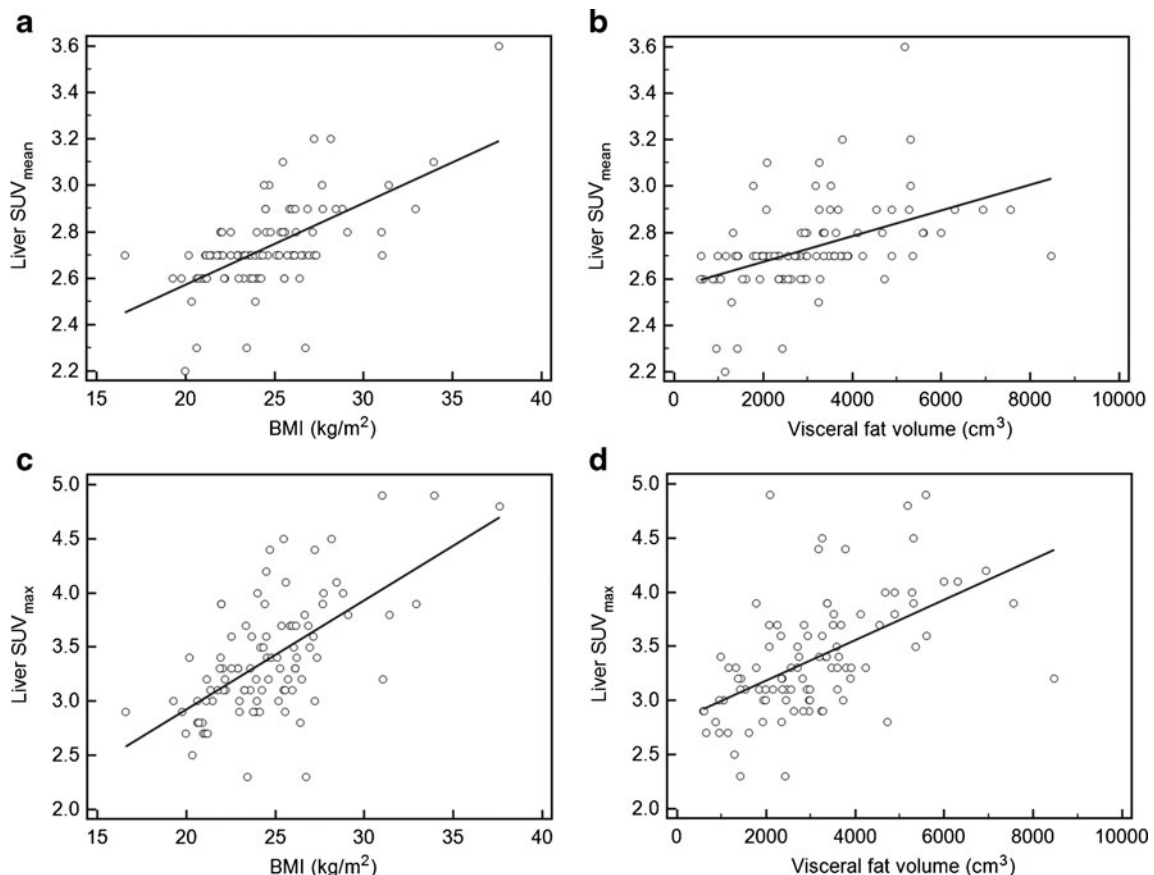 a
3.6
3.4
3.2
3.0
2.8
2.6
2.4
2.2
Liver SUVmean
15 20 25 30 35 40
BMI (kg/m²)
b
3.6
3.4
3.2
3.0
2.8
2.6
2.4
2.2
Liver SUVmean
0 2000 4000 6000 8000 10000
Visceral fat volume (cm³)
c
5.0
4.5
4.0
3.5
3.0
2.5
2.0
Liver SUVmax
15 20 25 30 35 40
BMI (kg/m²)
d
5.0
4.5
4.0
3.5
3.0
2.5
2.0
Liver SUVmax
0 2000 4000 6000 8000 10000
Visceral fat volume (cm³)